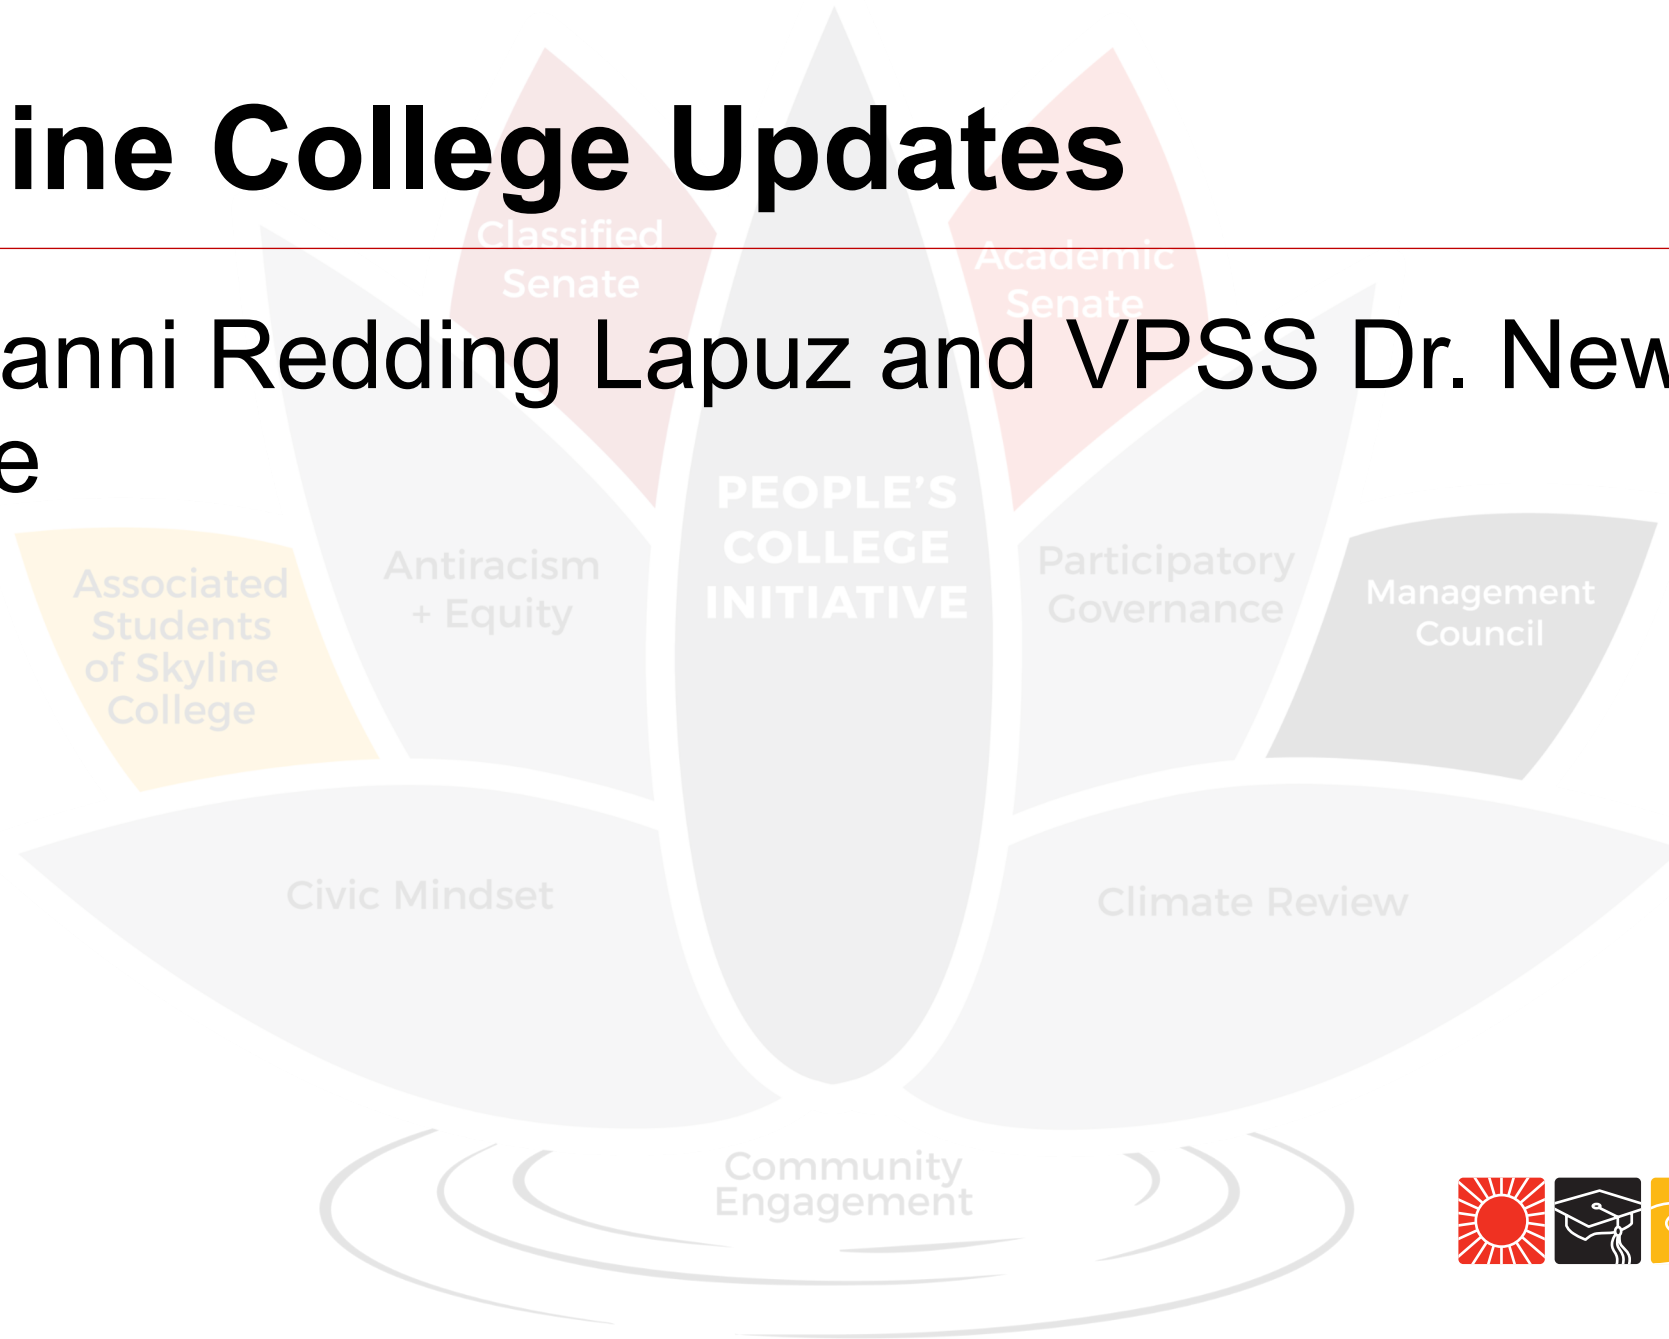 ine College Updates
anni Redding Lapuz and VPSS Dr. New
e
Classified
Senate
Academic
Senate
PEOPLE'S
COLLEGE
INITIATIVE
Antiracism
+ Equity
Participatory
Governance
Associated
Students
of Skyline
College
Management
Council
Civic Mindset
Climate Review
Community
Engagement